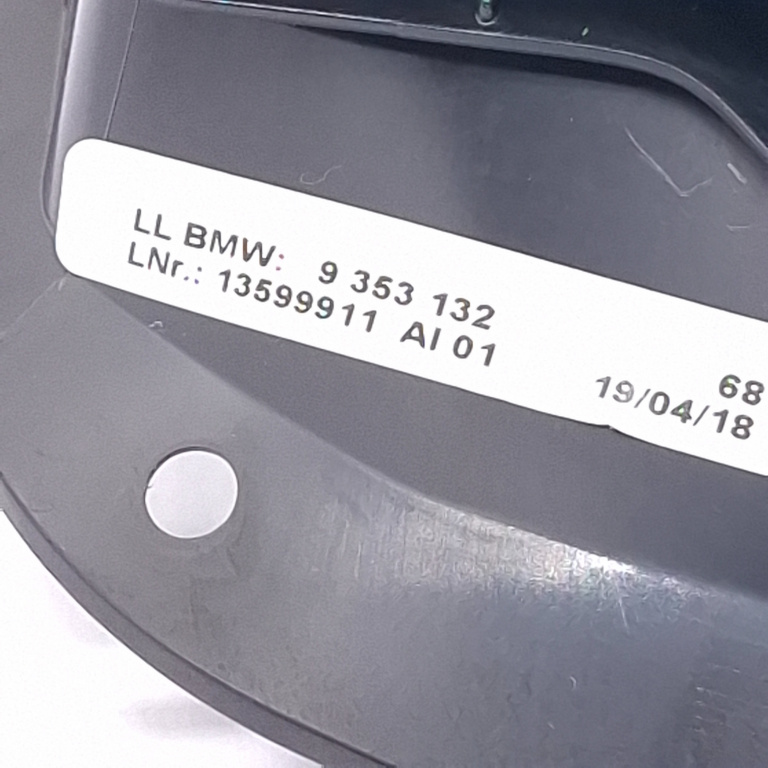 LL BMW: 9 353 132
LNr.: 13599911 AI 01
68
19/04/18